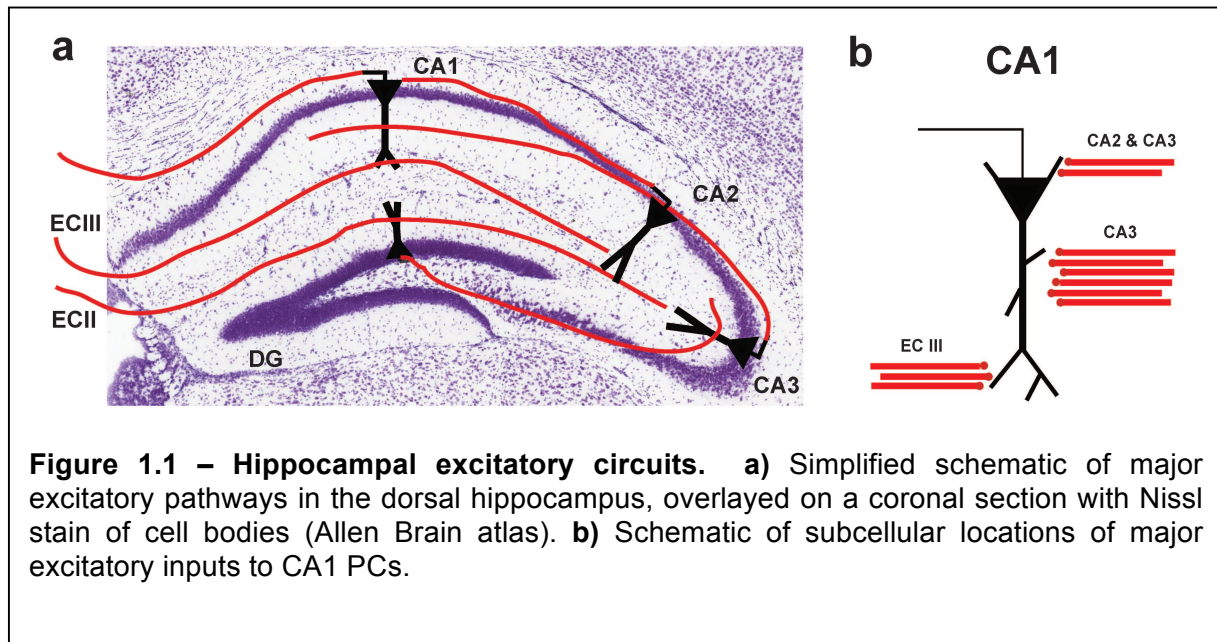 a
CA1
CA2
ECIII
ECII
DG
CA3
b
CA1
CA2 & CA3
CA3
EC III
Figure 1.1 – Hippocampal excitatory circuits. a) Simplified schematic of major
excitatory pathways in the dorsal hippocampus, overlayed on a coronal section with Nissl
stain of cell bodies (Allen Brain atlas). b) Schematic of subcellular locations of major
excitatory inputs to CA1 PCs.